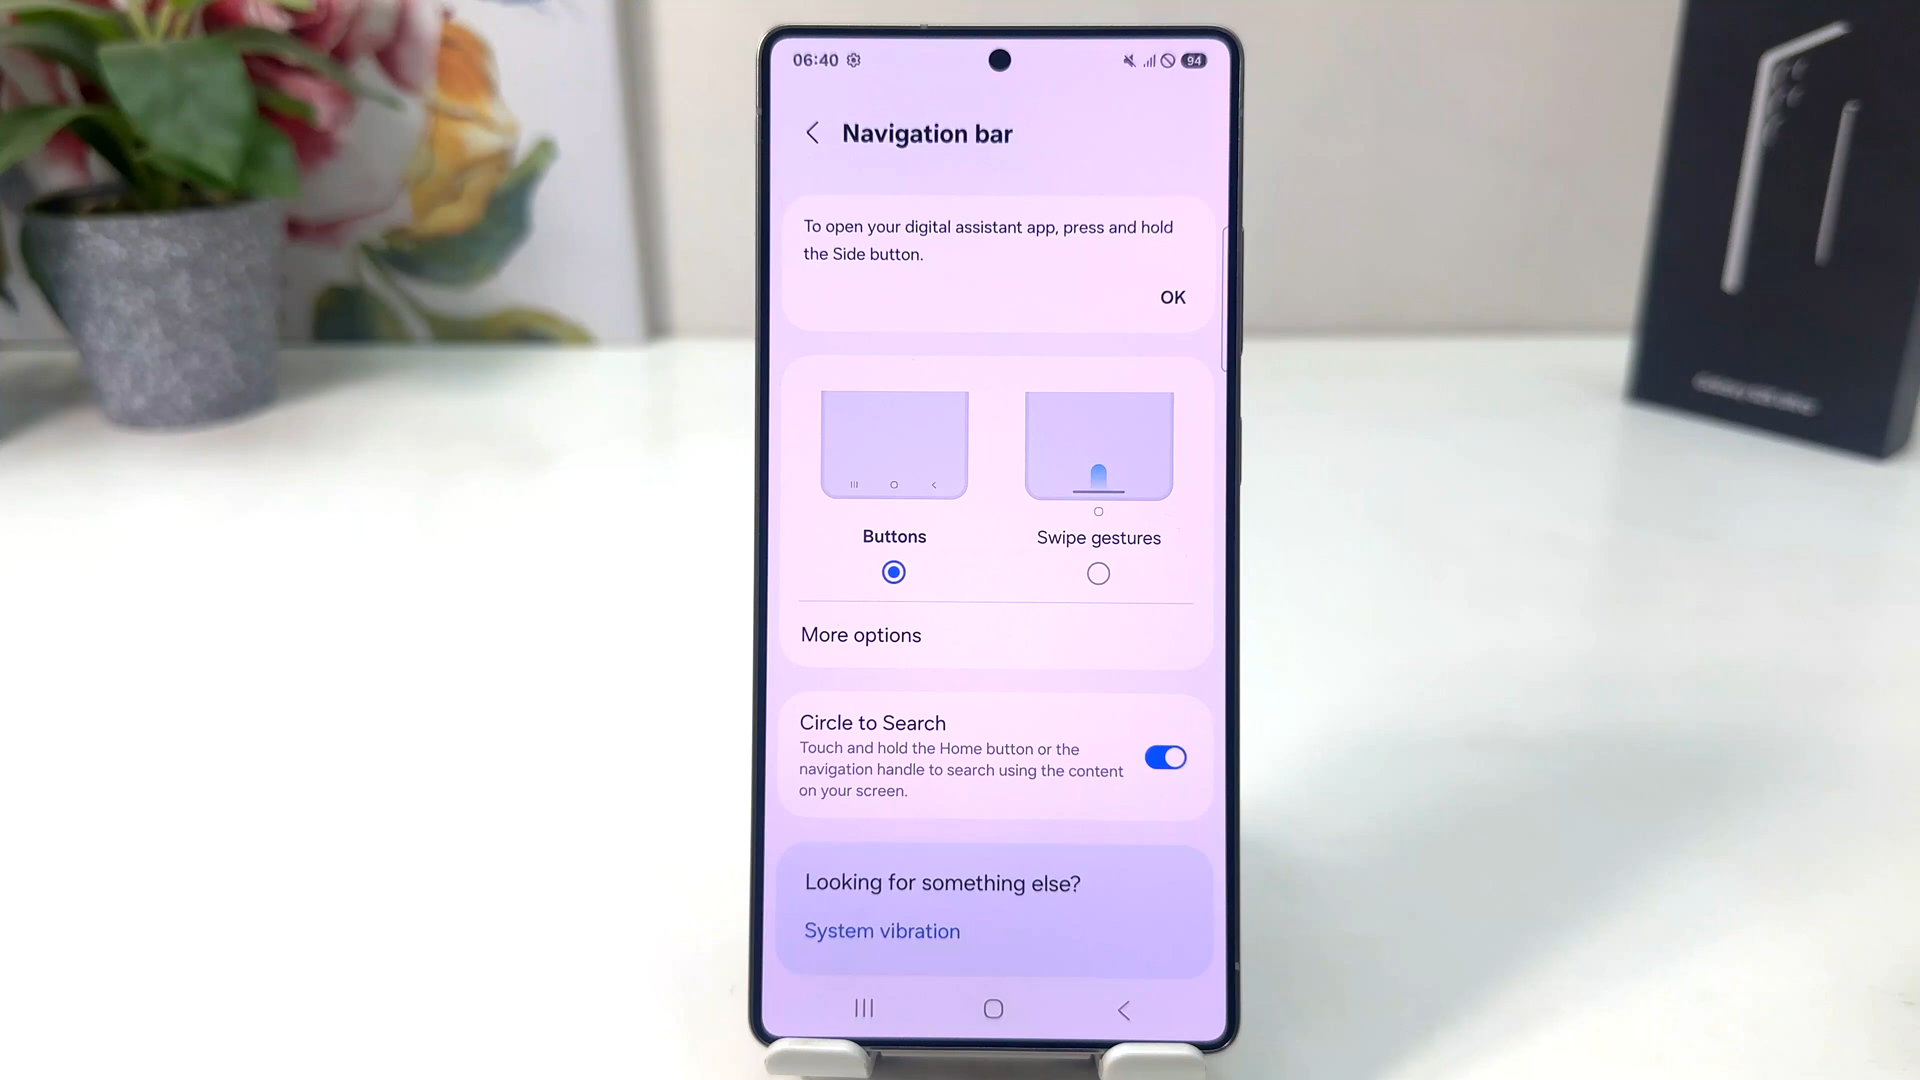 06:40
94
Navigation bar
To open your digital assistant app, press and hold
the Side button.
OK
Buttons
Swipe gestures
More options
Circle to Search
Touch and hold the Home button or the
navigation handle to search using the content
on your screen.
Looking for something else?
System vibration